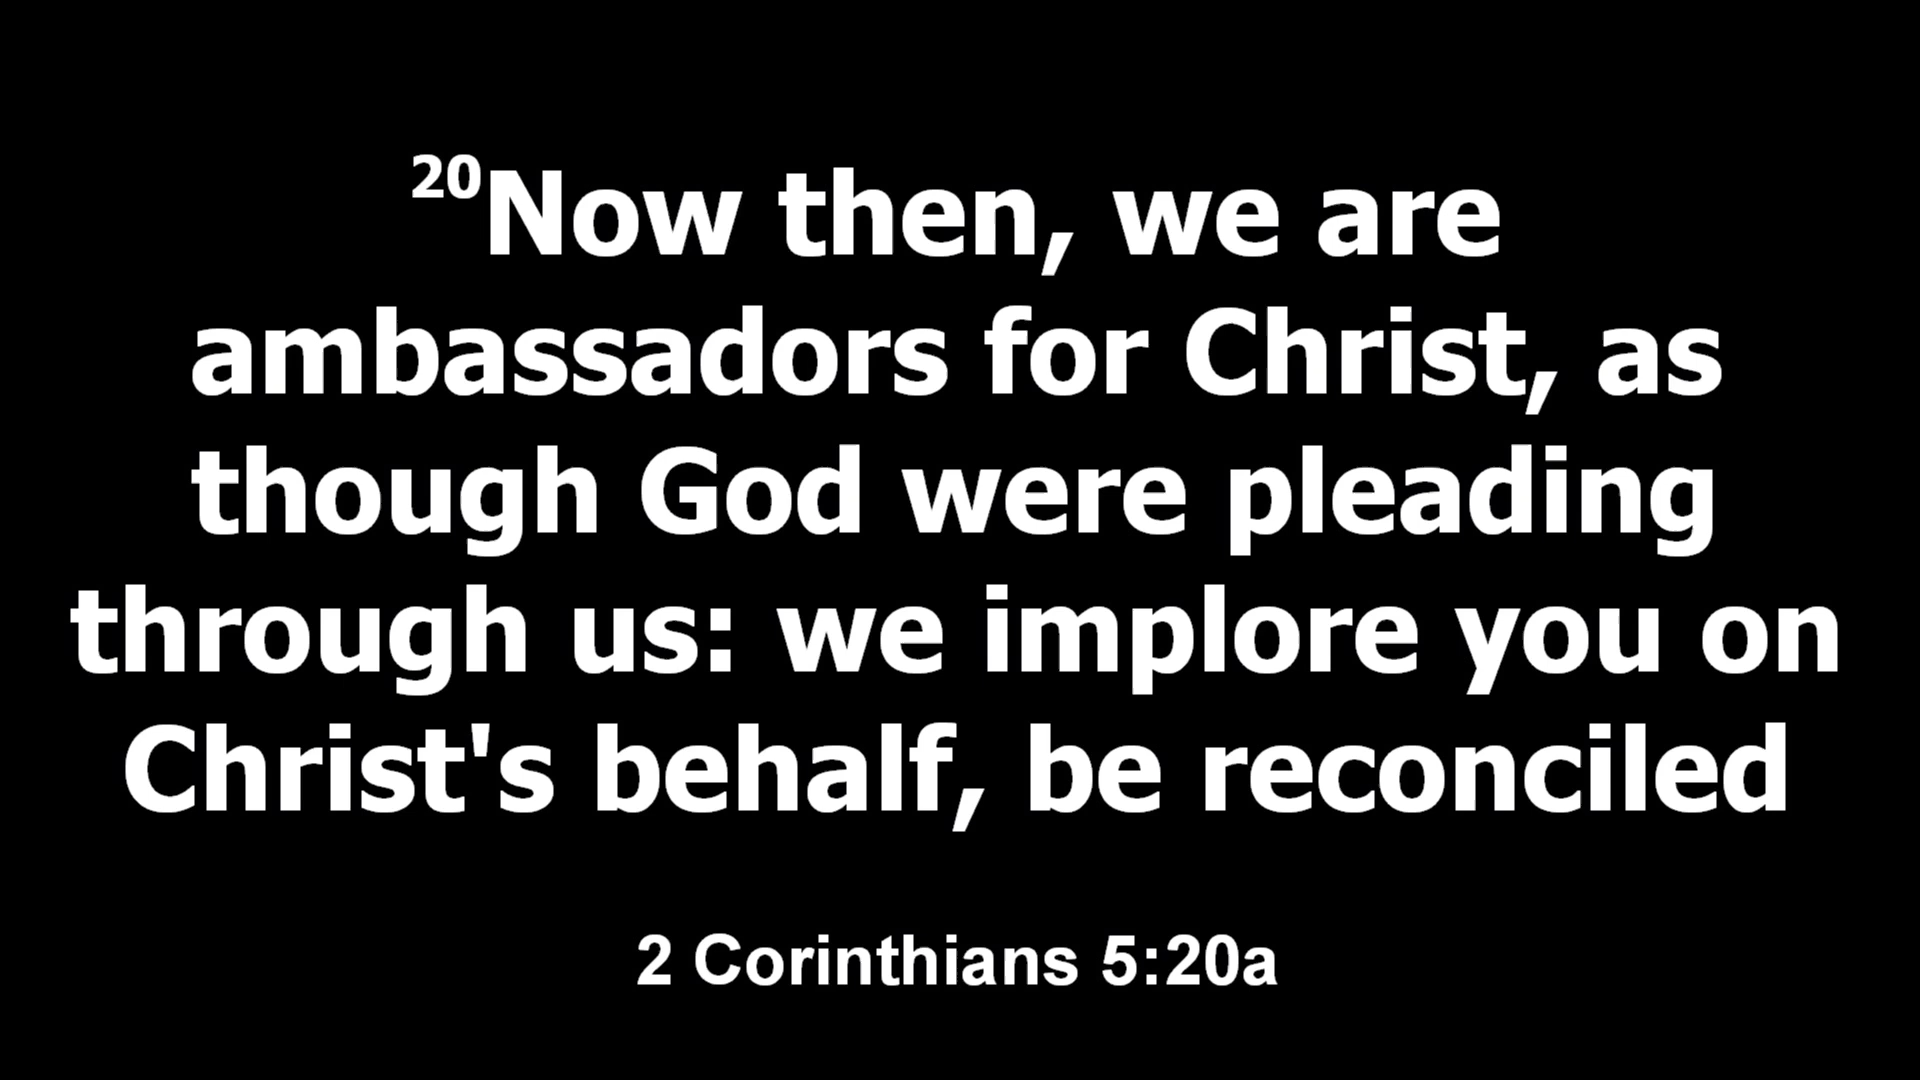 20Now then, we are
ambassadors for Christ, as
though God were pleading
through us: we implore you on
Christ's behalf, be reconciled
2 Corinthians 5:20a